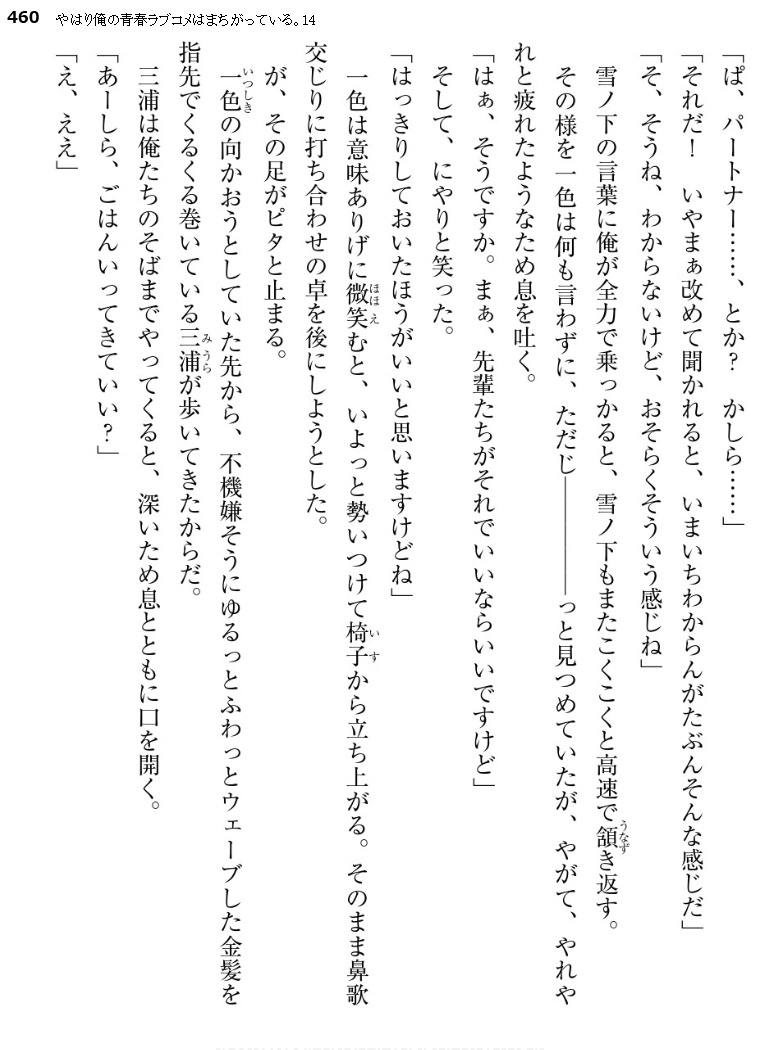 460 やはり俺の青春ラブコメはまちがっている。14
「ぱ、パートナー……、とか？　かしら……」
「それだ！　いやまぁ改めて聞かれると、いまいちわからんがたぶんそんな感じだ」
「そ、そうね、わからないけど、おそらくそういう感じね」
　雪ノ下の言葉に俺が全力で乗っかると、雪ノ下もまたこくこくと高速で頷き返す。
　その様を一色は何も言わずに、ただじ――――っと見つめていたが、やがて、やれや
れと疲れたようなため息を吐く。
「はぁ、そうですか。まぁ、先輩たちがそれでいいならいいですけど」
　そして、にやりと笑った。
「はっきりしておいたほうがいいと思いますけどね」
　一色は意味ありげに微笑むと、いよっと勢いつけて椅子から立ち上がる。そのまま鼻歌
交じりに打ち合わせの卓を後にしようとした。
　が、その足がピタと止まる。
　一色の向かおうとしていた先から、不機嫌そうにゆるっとふわっとウェーブした金髪を
指先でくるくる巻いている三浦が歩いてきたからだ。
　三浦は俺たちのそばまでやってくると、深いため息とともに口を開く。
「あーしら、ごはんいってきていい？」
「え、ええ」